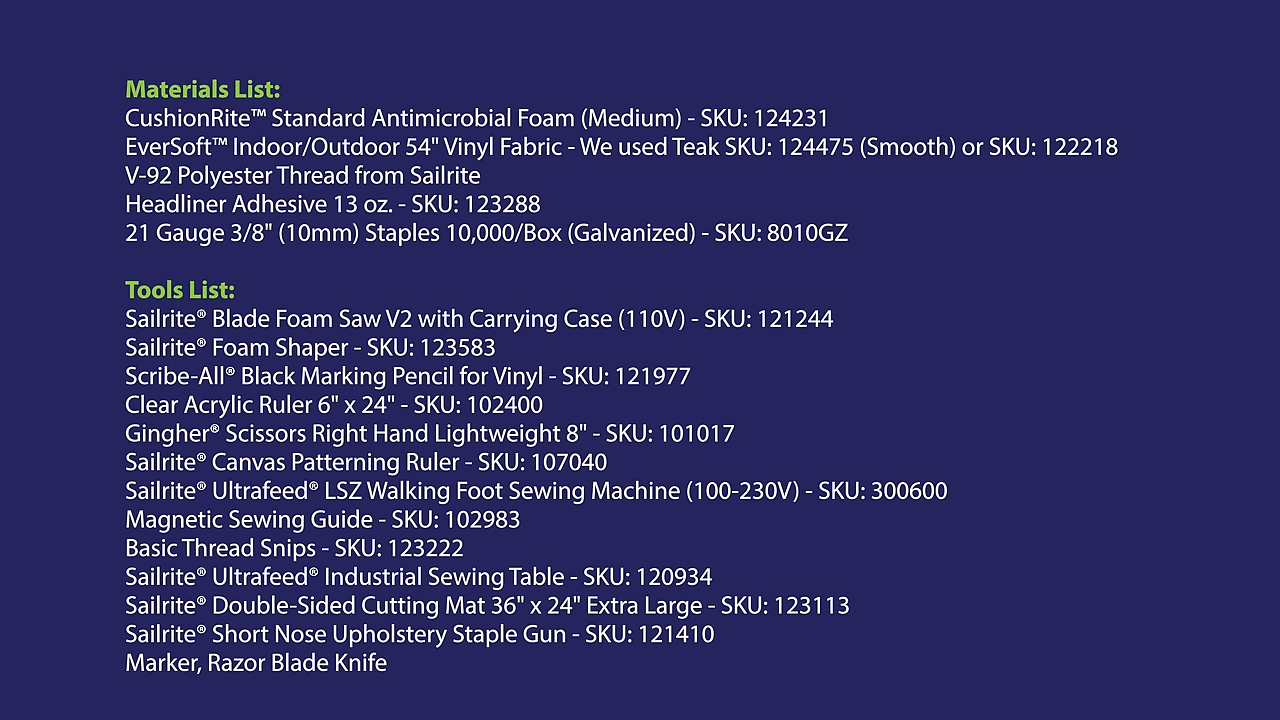 Materials List:
CushionRite™ Standard Antimicrobial Foam (Medium) - SKU: 124231
EverSoft™ Indoor/Outdoor 54" Vinyl Fabric - We used Teak SKU: 124475 (Smooth) or SKU: 122218
V-92 Polyester Thread from Sailrite
Headliner Adhesive 13 oz. - SKU: 123288
21 Gauge 3/8" (10mm) Staples 10,000/Box (Galvanized) - SKU: 8010GZ
Tools List:
Sailrite® Blade Foam Saw V2 with Carrying Case (110V) - SKU: 121244
Sailrite® Foam Shaper - SKU: 123583
Scribe-All® Black Marking Pencil for Vinyl - SKU: 121977
Clear Acrylic Ruler 6" x 24" - SKU: 102400
Gingher® Scissors Right Hand Lightweight 8" - SKU: 101017
Sailrite® Canvas Patterning Ruler - SKU: 107040
Sailrite® Ultrafeed® LSZ Walking Foot Sewing Machine (100-230V) - SKU: 300600
Magnetic Sewing Guide - SKU: 102983
Basic Thread Snips - SKU: 123222
Sailrite® Ultrafeed® Industrial Sewing Table - SKU: 120934
Sailrite® Double-Sided Cutting Mat 36" x 24" Extra Large - SKU: 123113
Sailrite® Short Nose Upholstery Staple Gun - SKU: 121410
Marker, Razor Blade Knife